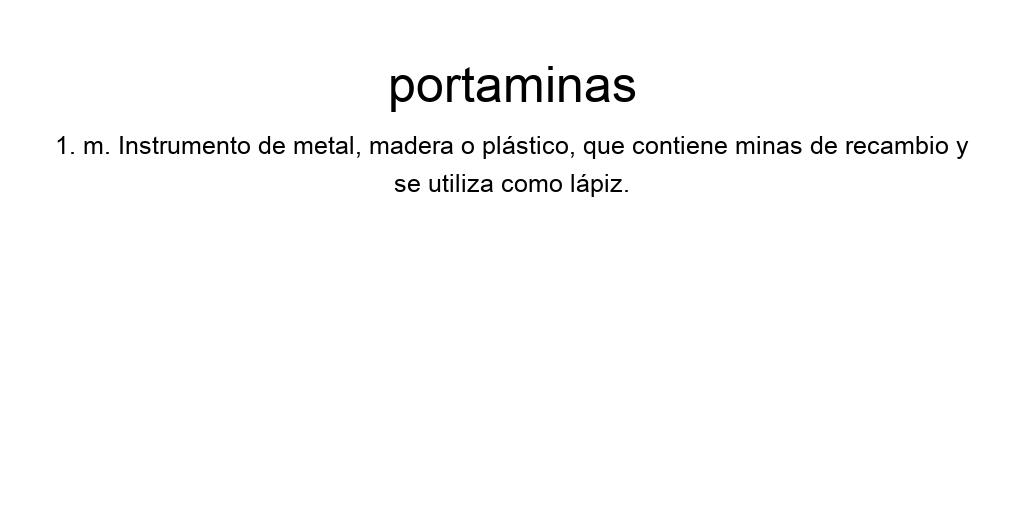 portaminas
1. m. Instrumento de metal, madera o plástico, que contiene minas de recambio y
se utiliza como lápiz.